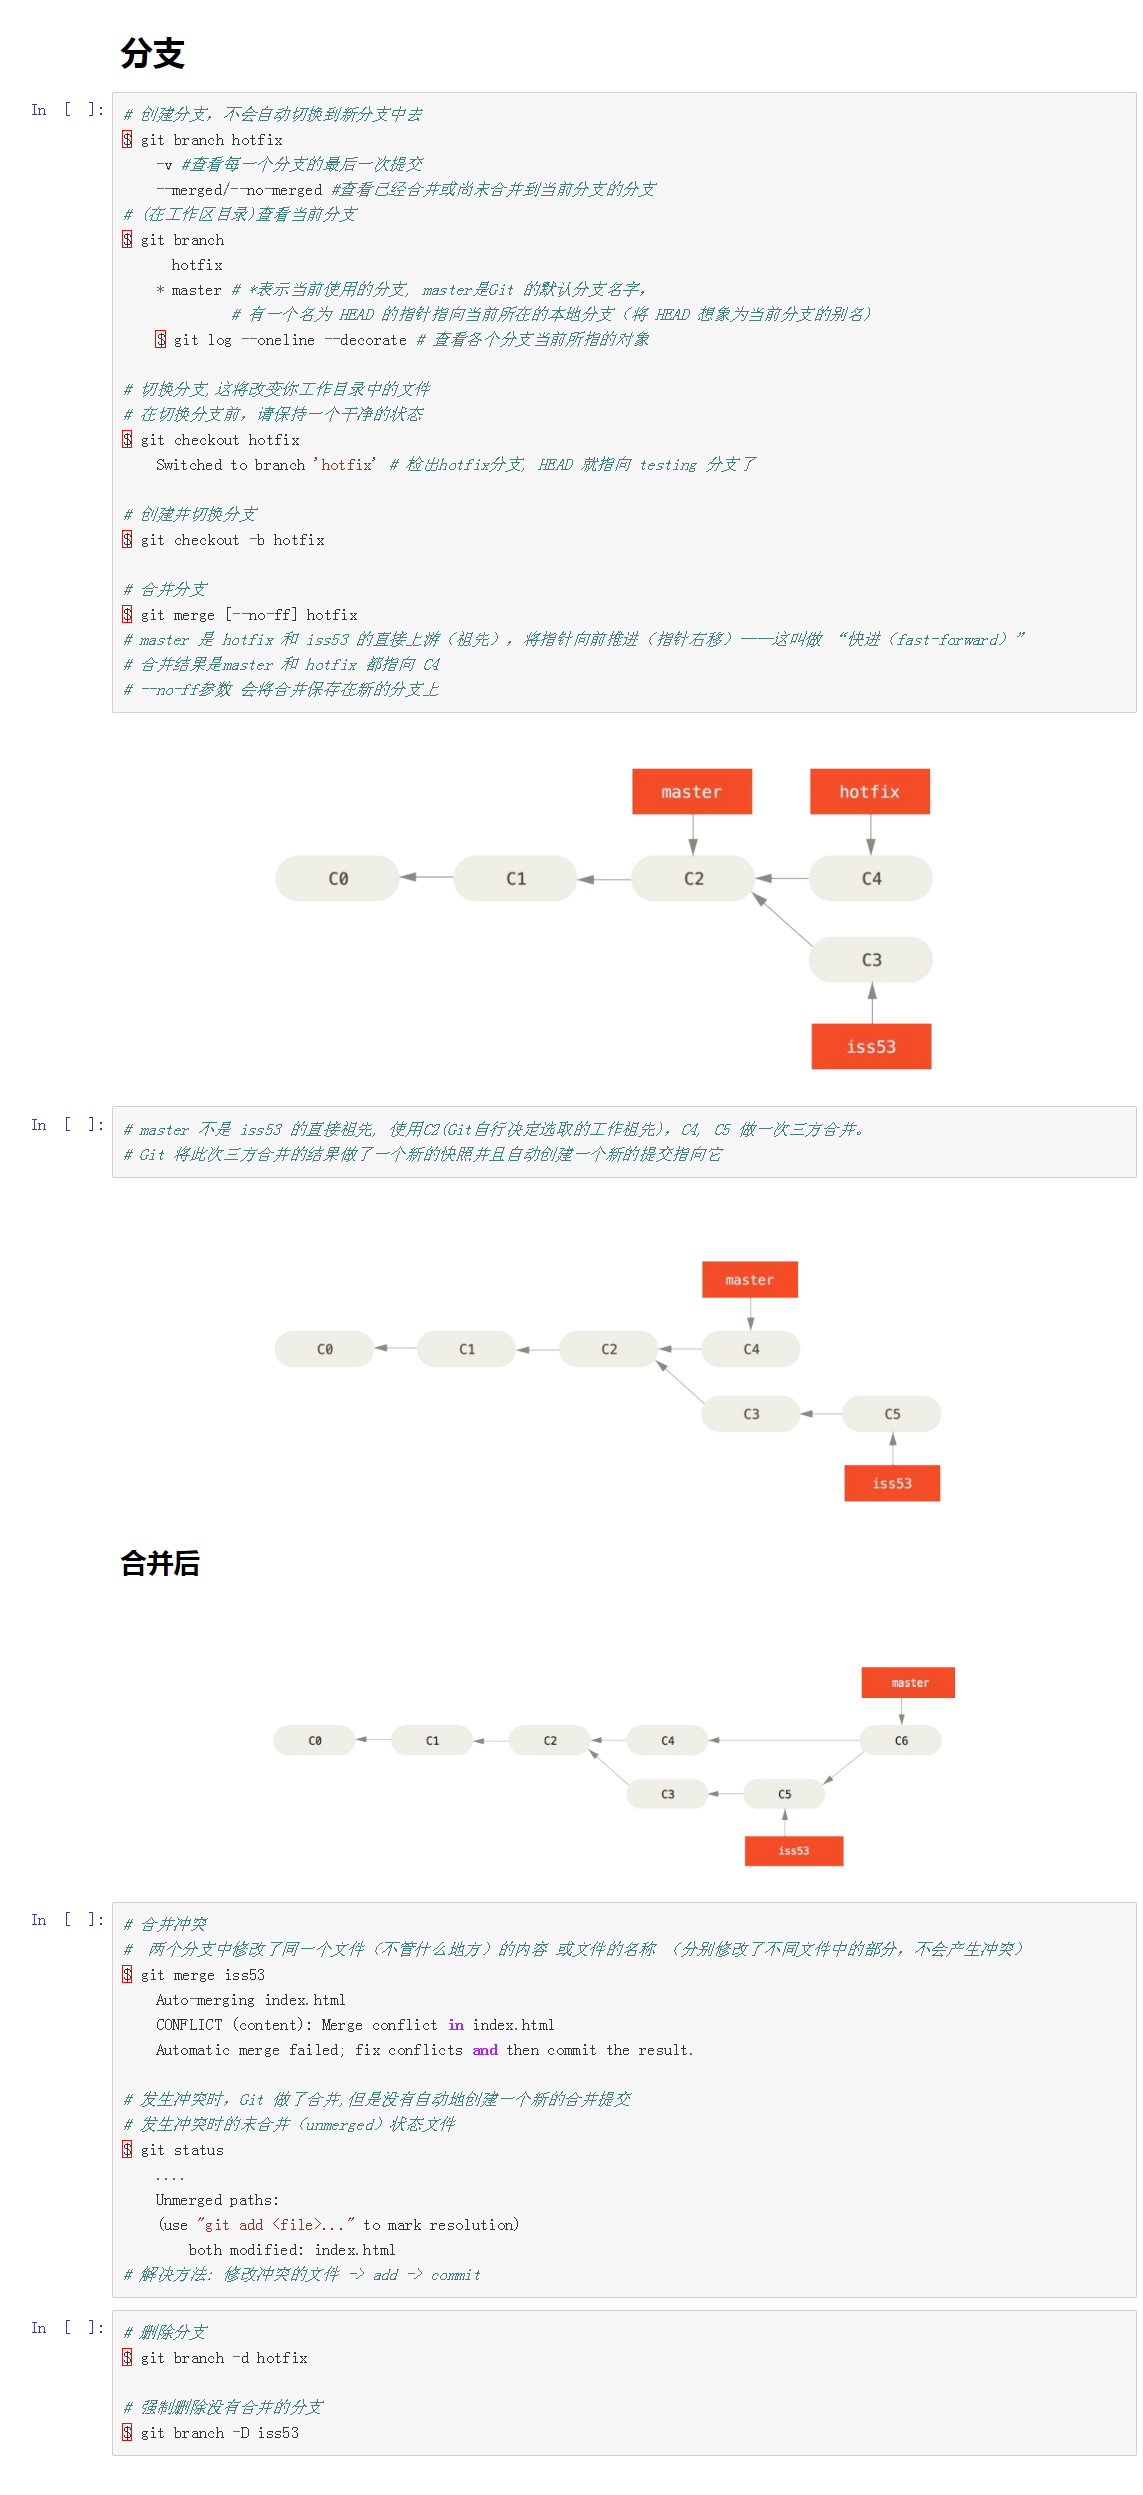 分支
In [ ]:
# 创建分支，不会自动切换到新分支中去
$ git branch hotfix
-v #查看每一个分支的最后一次提交
--merged/--no-merged #查看已经合并或尚未合并到当前分支的分支
# (在工作区目录)查看当前分支
$ git branch
hotfix
* master # *表示当前使用的分支, master是Git 的默认分支名字，
# 有一个名为 HEAD 的指针指向当前所在的本地分支（将 HEAD 想象为当前分支的别名）
$ git log --oneline --decorate # 查看各个分支当前所指的对象
# 切换分支,这将改变你工作目录中的文件
# 在切换分支前，请保持一个干净的状态
$ git checkout hotfix
Switched to branch 'hotfix' # 检出hotfix分支, HEAD 就指向 testing 分支了
# 创建并切换分支
$ git checkout -b hotfix
# 合并分支
$ git merge [--no-ff] hotfix
# master 是 hotfix 和 iss53 的直接上游（祖先），将指针向前推进（指针右移）——这叫做 “快进（fast-forward）”
# 合并结果是master 和 hotfix 都指向 C4
# --no-ff参数 会将合并保存在新的分支上
master hotfix
C0 C1 C2 C4
C3
iss53
In [ ]:
# master 不是 iss53 的直接祖先, 使用C2(Git自行决定选取的工作祖先)，C4, C5 做一次三方合并。
# Git 将此次三方合并的结果做了一个新的快照并且自动创建一个新的提交指向它
master
C0 C1 C2 C4
C3 C5
iss53
合并后
master
C0 C1 C2 C4 C6
C3 C5
iss53
In [ ]:
# 合并冲突
# 两个分支中修改了同一个文件（不管什么地方）的内容 或文件的名称 （分别修改了不同文件中的部分，不会产生冲突）
$ git merge iss53
Auto-merging index.html
CONFLICT (content): Merge conflict in index.html
Automatic merge failed; fix conflicts and then commit the result.
# 发生冲突时，Git 做了合并,但是没有自动地创建一个新的合并提交
# 发生冲突时的未合并（unmerged）状态文件
$ git status
....
Unmerged paths:
(use "git add <file>..." to mark resolution)
both modified: index.html
# 解决方法: 修改冲突的文件 -> add -> commit
In [ ]:
# 删除分支
$ git branch -d hotfix
# 强制删除没有合并的分支
$ git branch -D iss53